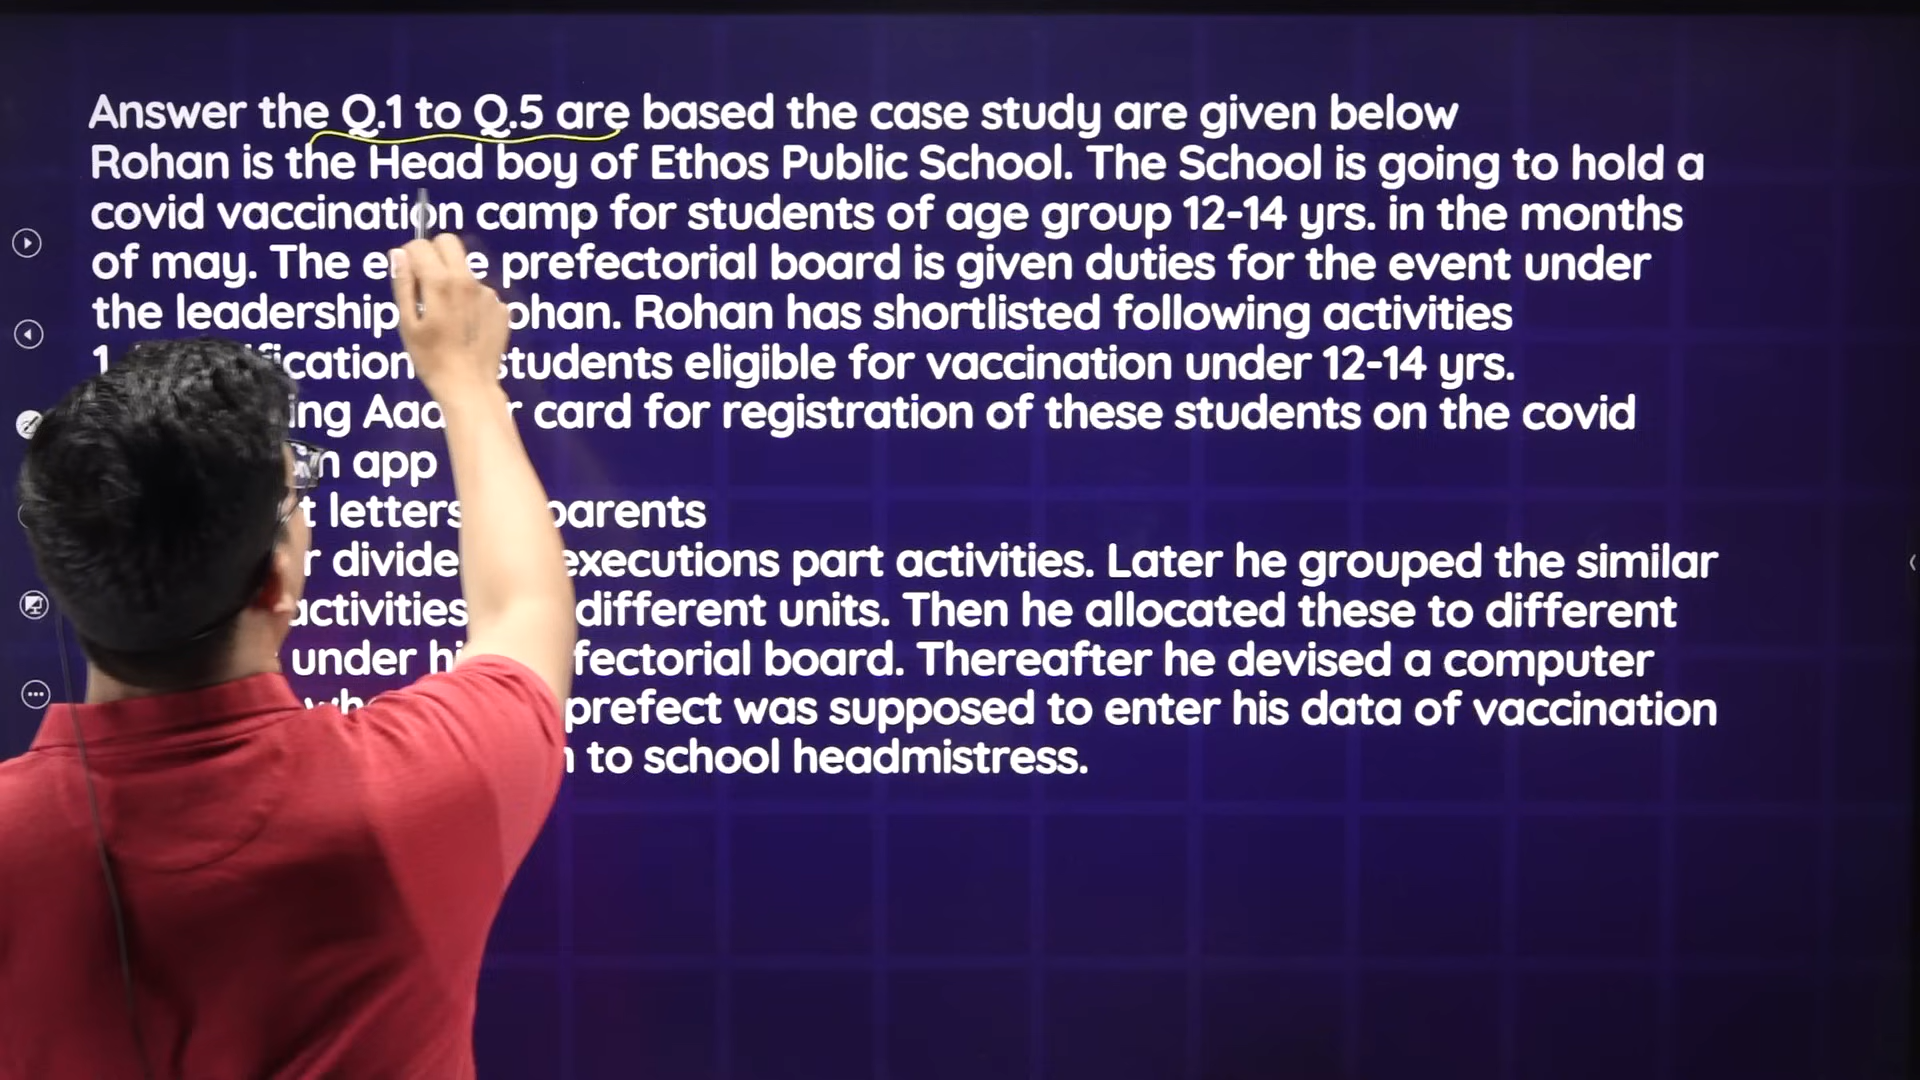 Answer the Q.1 to Q.5 are based the case study are given below
Rohan is the Head boy of Ethos Public School. The School is going to hold a
covid vaccination camp for students of age group 12-14 yrs. in the months
of may. The prefectorial board is given duties for the event under
the leadership Rohan. Rohan has shortlisted following activities
1. students eligible for vaccination under 12-14 yrs.
card for registration of these students on the covid
app
letters parents
executions part activities. Later he grouped the similar
activities different units. Then he allocated these to different
under board. Thereafter he devised a computer
prefect was supposed to enter his data of vaccination
to school headmistress.